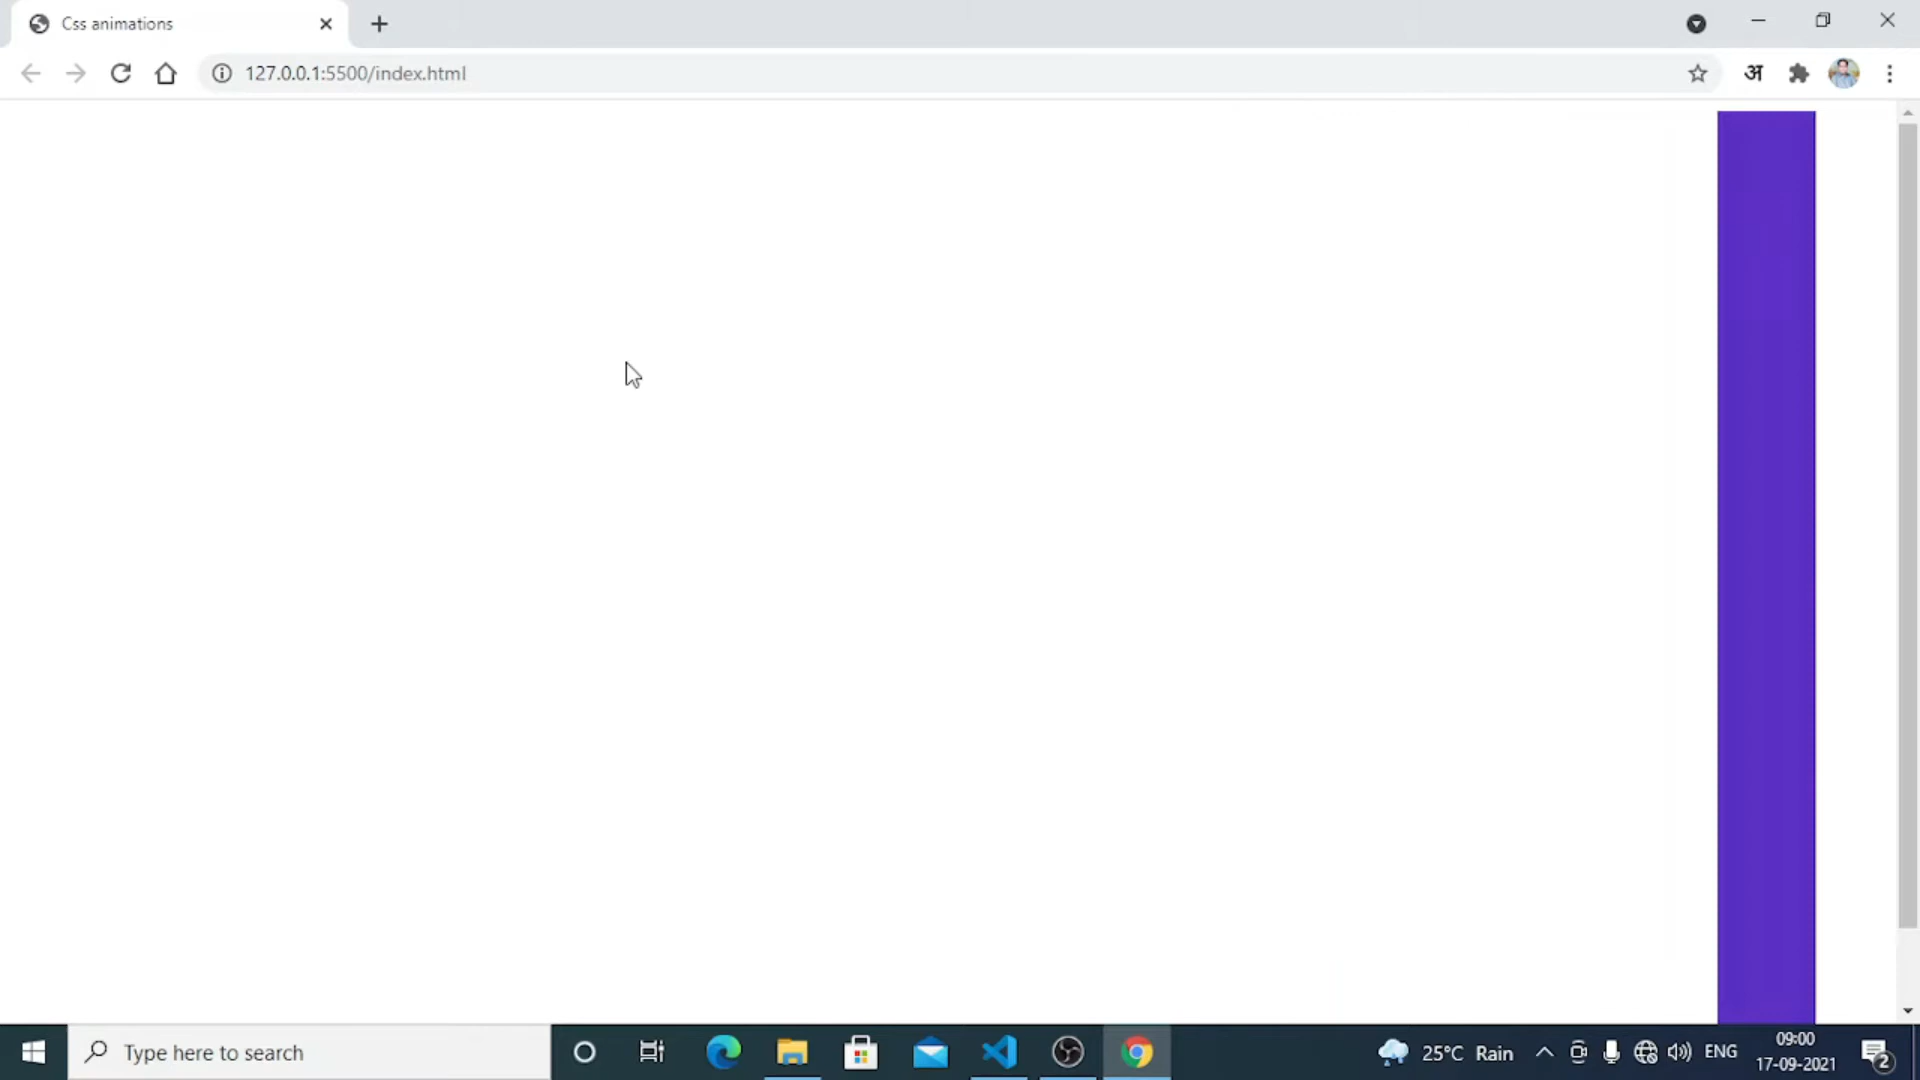 Css animations
127.0.0.1:5500/index.html
अ
Type here to search
25°C Rain
ENG
09:00
17-09-2021
2